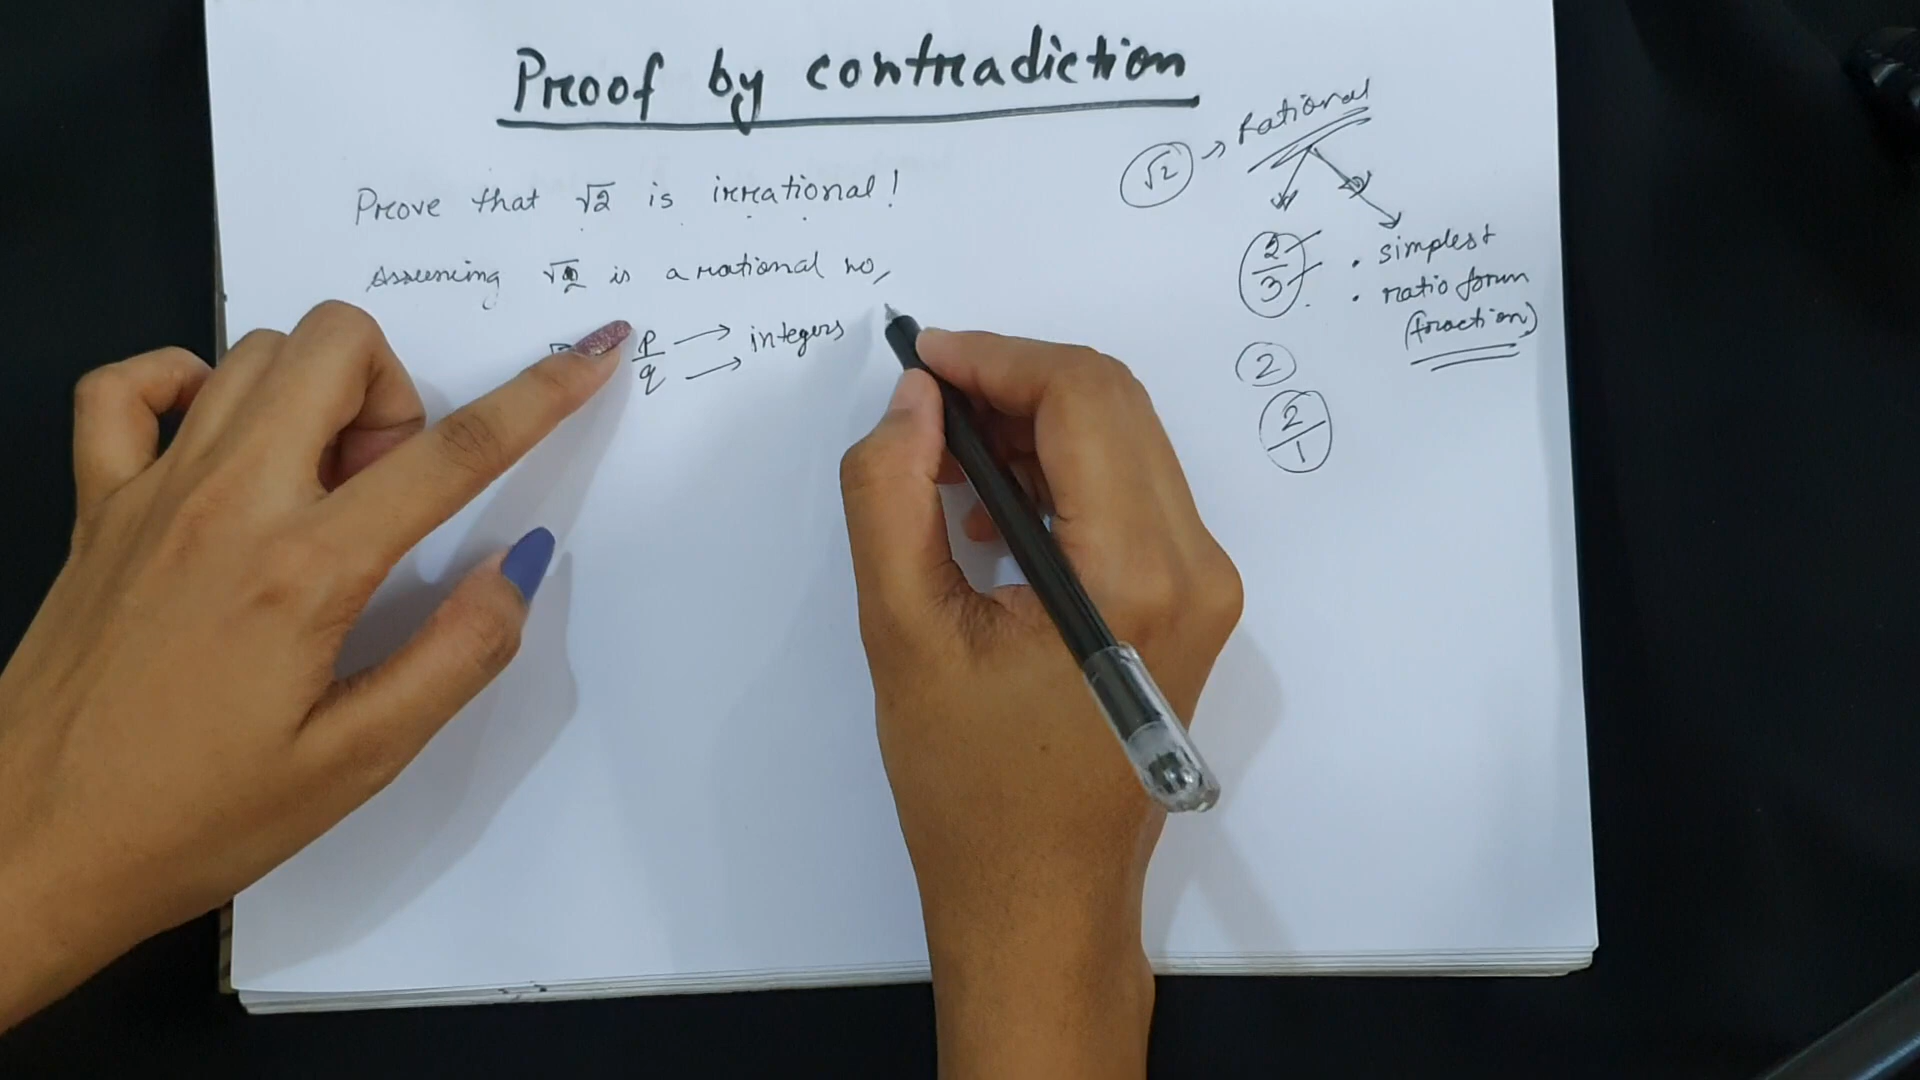 Proof by contradiction
Prove that √2 is irrational!
Assuming √2 is a rational no,
p/q → integers
√2 → Rational
2/3
• simplest
• ratio form
(fraction)
2
2/1